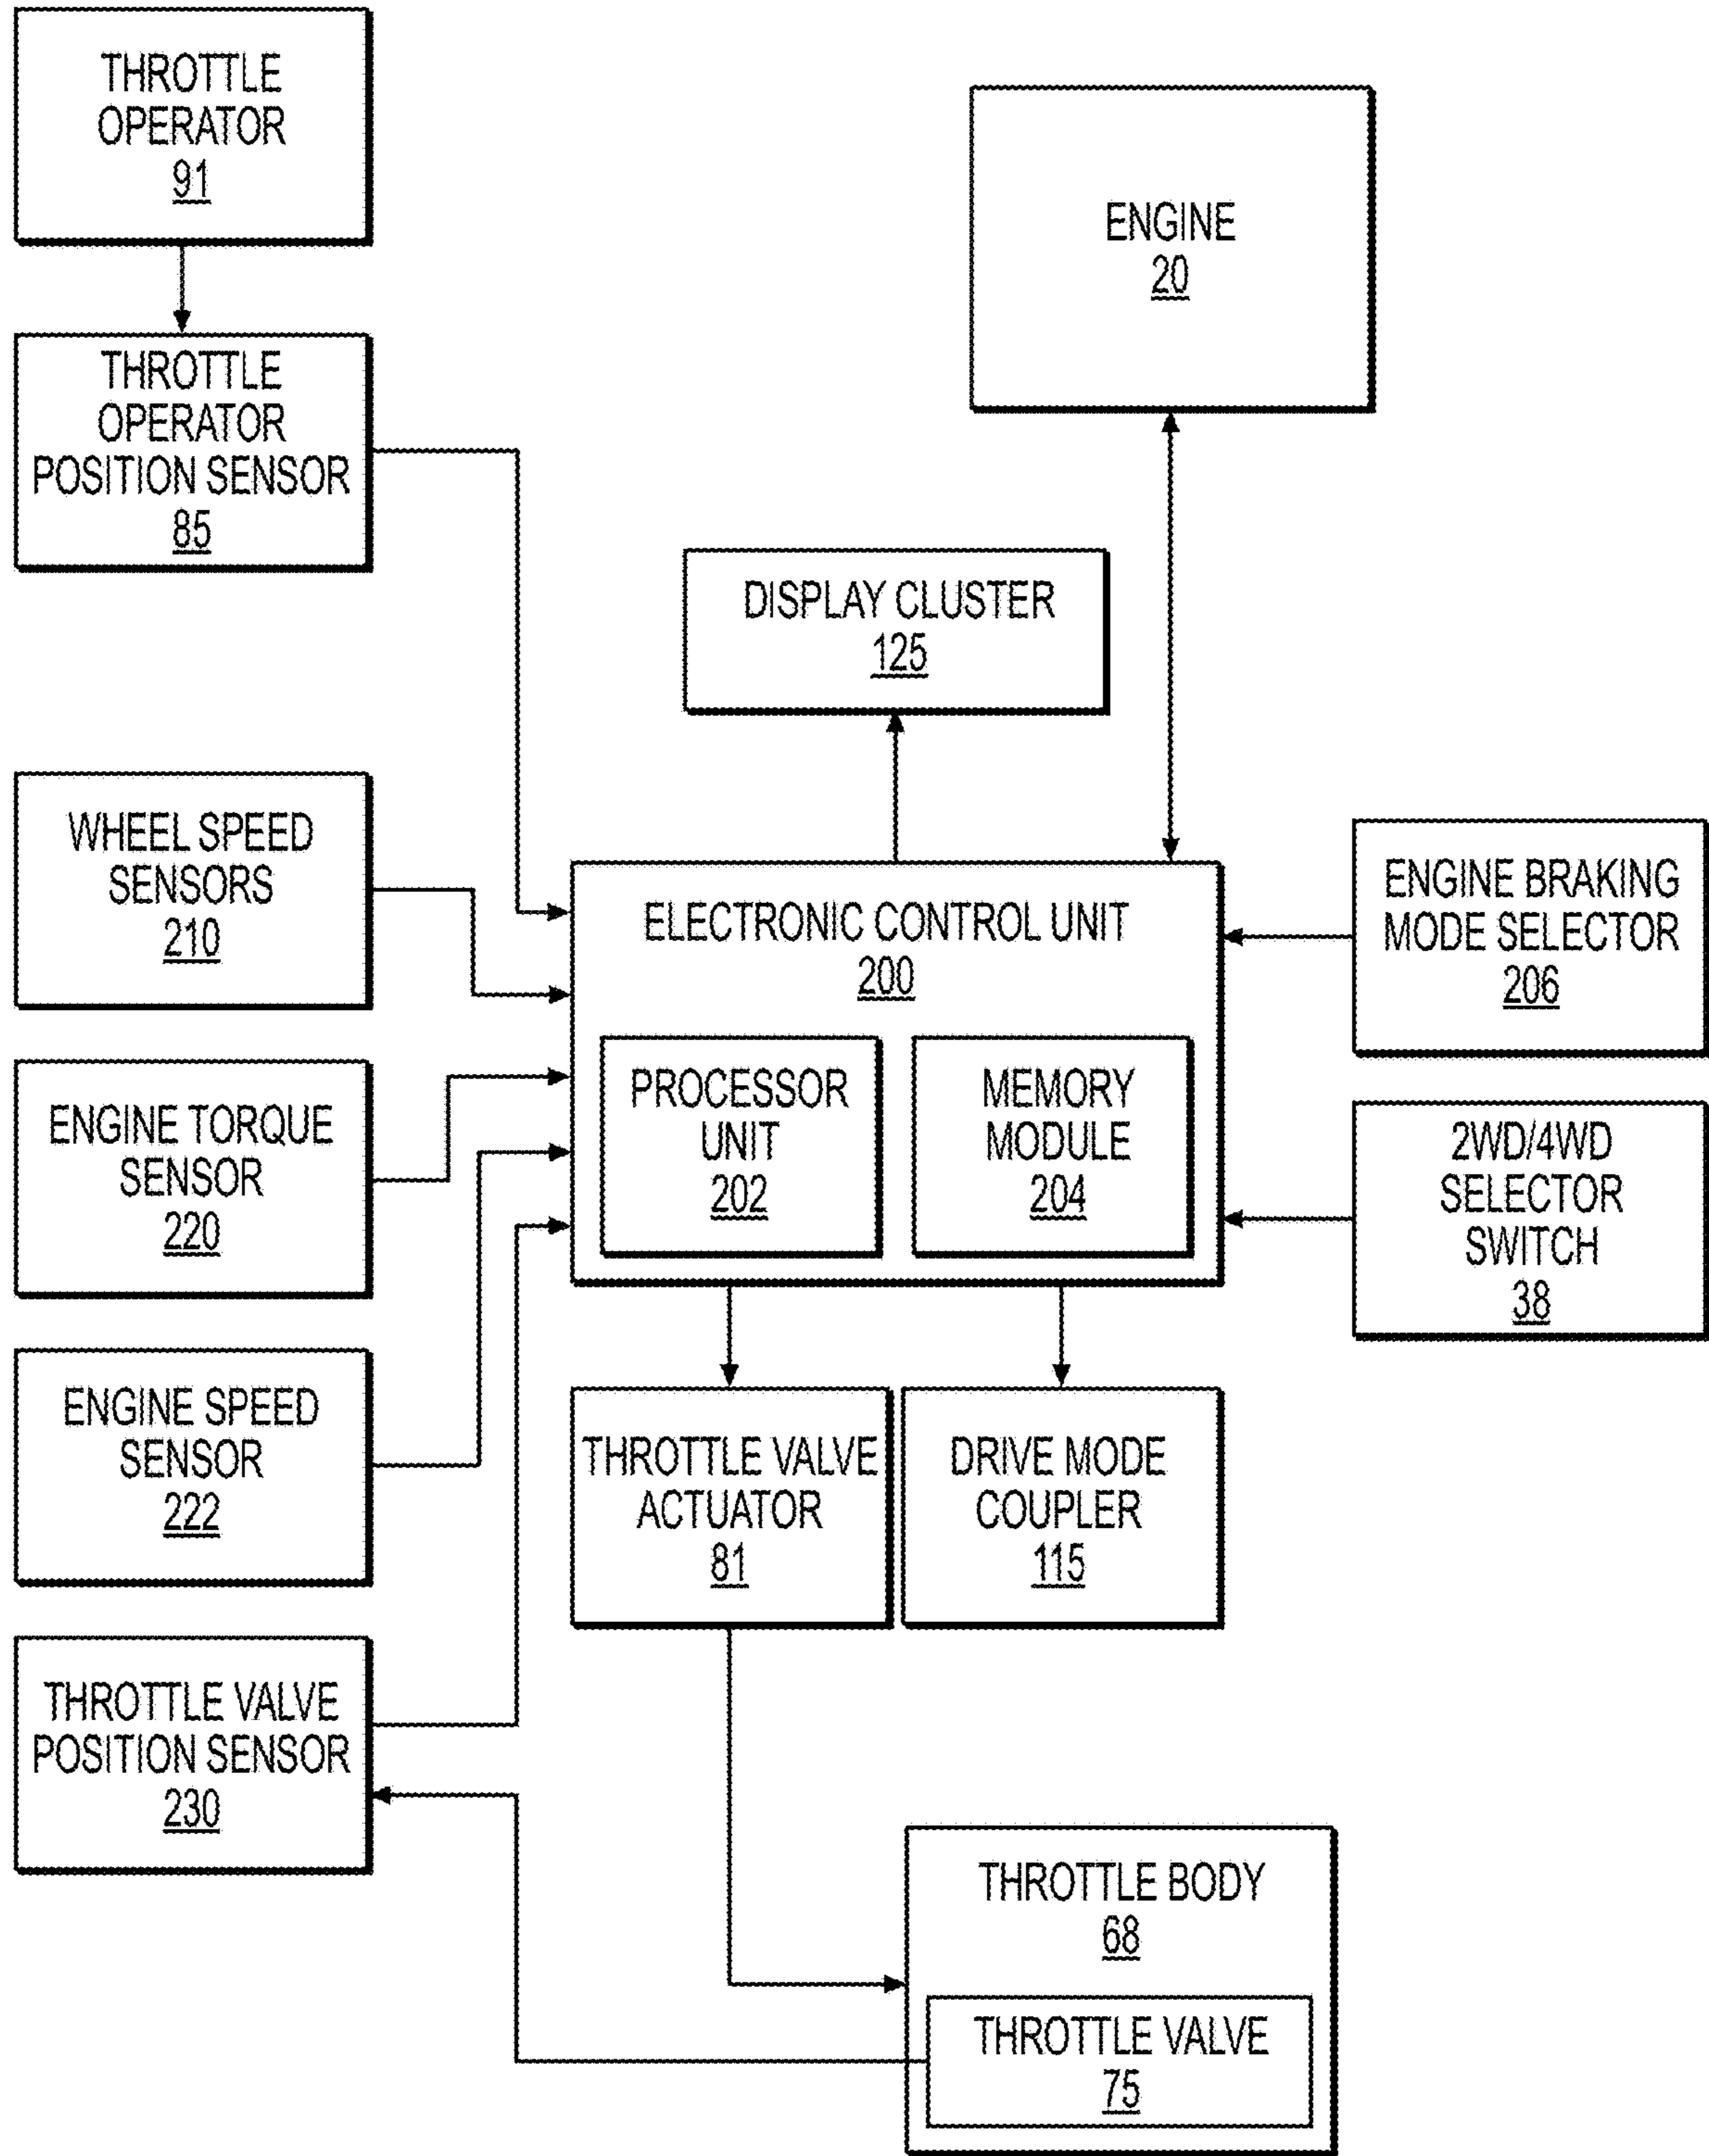 THROTTLE
OPERATOR
91
ENGINE
20
THROTTLE
OPERATOR
POSITION SENSOR
85
DISPLAY CLUSTER
125
WHEEL SPEED
SENSORS
210
ELECTRONIC CONTROL UNIT
200
ENGINE BRAKING
MODE SELECTOR
206
PROCESSOR
UNIT
202
MEMORY
MODULE
204
ENGINE TORQUE
SENSOR
220
2WD/4WD
SELECTOR
SWITCH
38
ENGINE SPEED
SENSOR
222
THROTTLE VALVE
ACTUATOR
81
DRIVE MODE
COUPLER
115
THROTTLE VALVE
POSITION SENSOR
230
THROTTLE BODY
68
THROTTLE VALVE
75